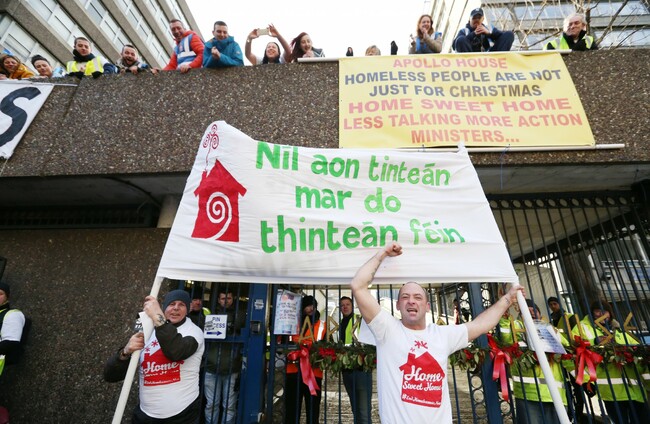 APOLLO HOUSE
HOMELESS PEOPLE ARE NOT
JUST FOR CHRISTMAS
HOME SWEET HOME
LESS TALKING MORE ACTION
MINISTERS...
S
Níl aon tinteán
mar do
thinteán féin
Home
Sweet Home
Home
Sweet Home